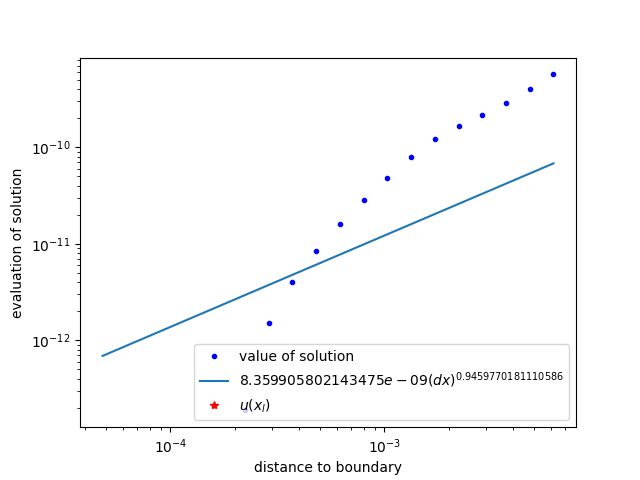 10⁻¹⁰
10⁻¹¹
10⁻¹²
evaluation of solution
value of solution
8.359905802143475e − 09(dx)^0.9459770181110586
u(x_l)
10⁻⁴
10⁻³
distance to boundary